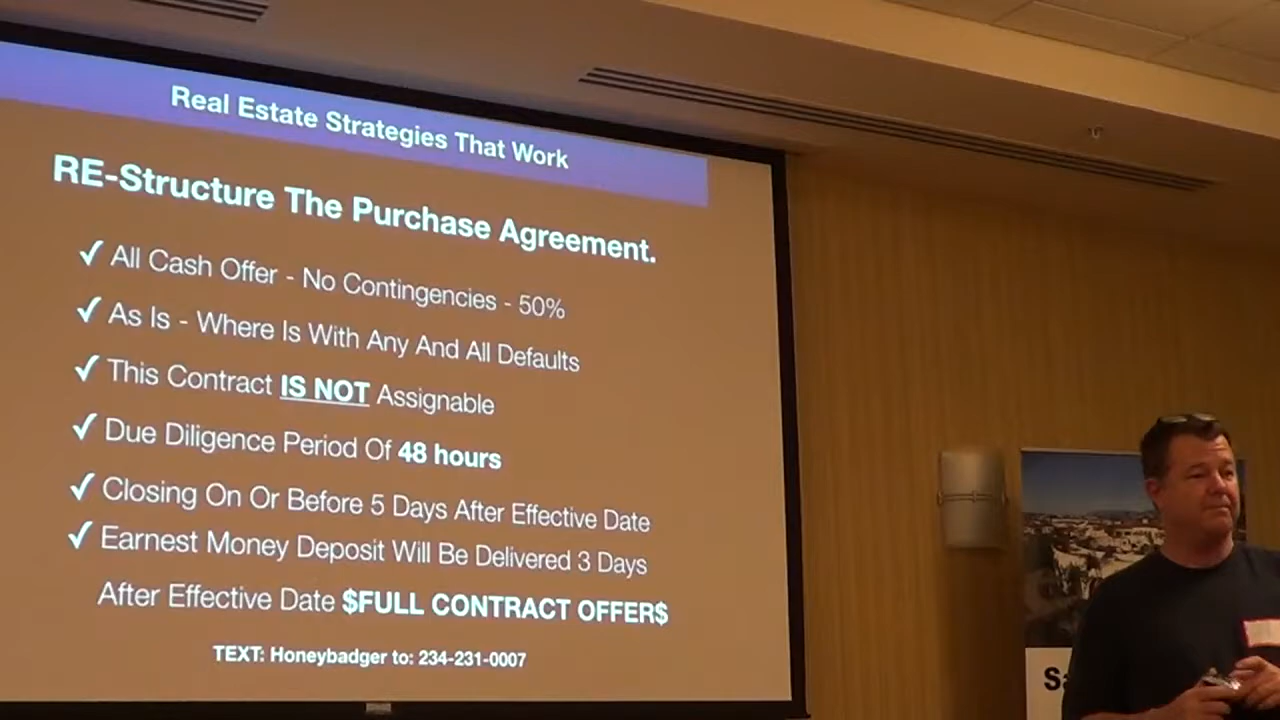 Real Estate Strategies That Work
RE-Structure The Purchase Agreement.
✓ All Cash Offer - No Contingencies - 50%
✓ As Is - Where Is With Any And All Defaults
✓ This Contract IS NOT Assignable
✓ Due Diligence Period Of 48 hours
✓ Closing On Or Before 5 Days After Effective Date
✓ Earnest Money Deposit Will Be Delivered 3 Days
After Effective Date $FULL CONTRACT OFFER$
TEXT: Honeybadger to: 234-231-0007